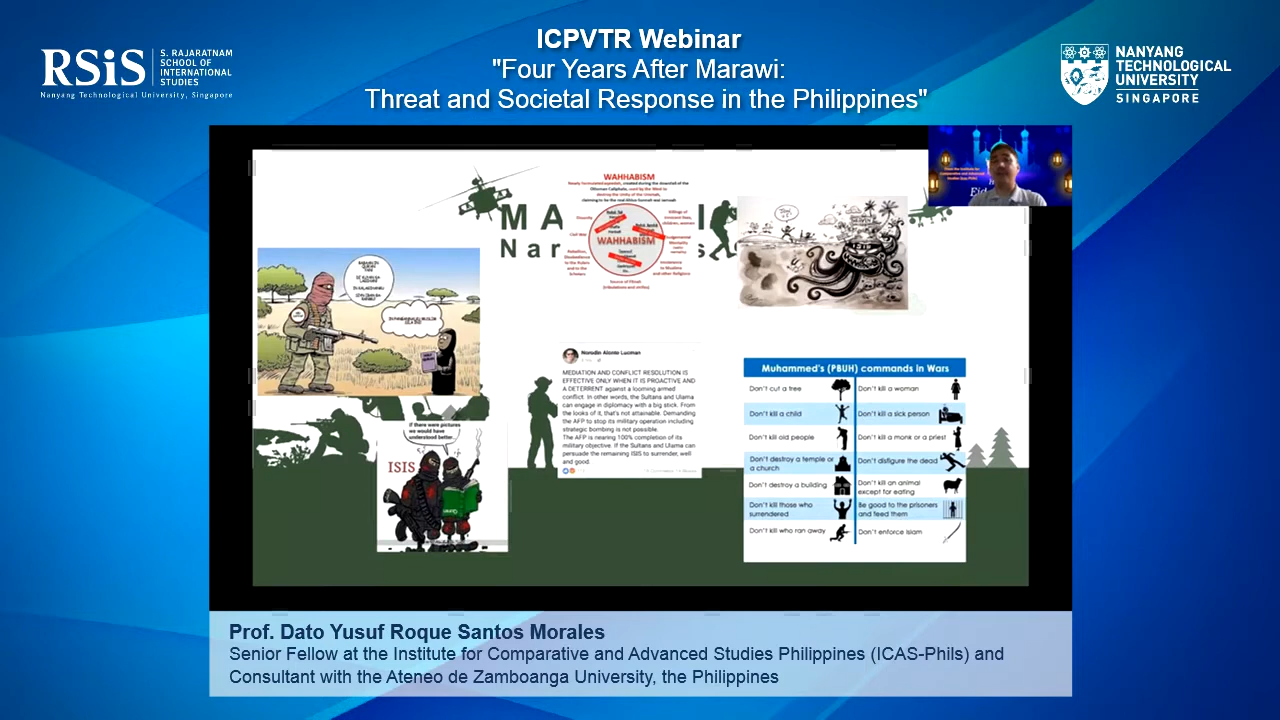 ICPVTR Webinar
"Four Years After Marawi:
Threat and Societal Response in the Philippines"
RSiS
S. RAJARATNAM
SCHOOL OF
INTERNATIONAL
STUDIES
Nanyang Technological University, Singapore
NANYANG
TECHNOLOGICAL
UNIVERSITY
SINGAPORE
WAHHABISM
WAHHABISM
Source of Fitnah
Norodin Alonto Lucman
MEDIATION AND CONFLICT RESOLUTION IS
EFFECTIVE ONLY WHEN IT IS PROACTIVE AND
A DETERRENT against a looming armed
conflict. In other words, the Sultans and Ulama
can engage in diplomacy with a big stick. From
the looks of it, that's not attainable. Demanding
the AFP to stop its military operation including
strategic bombing is not possible.
The AFP is nearing 100% completion of its
military objective. If the Sultans and Ulama can
persuade the remaining ISIS to surrender, well
and good.
If there were pictures
we would have
understood better.
ISIS
Muhammed's (PBUH) commands in Wars
Don't cut a tree
Don't kill a woman
Don't kill a child
Don't kill a sick person
Don't kill old people
Don't kill a monk or a priest
Don't destroy a temple or
a church
Don't disfigure the dead
Don't destroy a building
Don't kill an animal
except for eating
Don't kill those who
surrendered
Be good to the prisoners
and feed them
Don't kill who ran away
Don't enforce Islam
Prof. Dato Yusuf Roque Santos Morales
Senior Fellow at the Institute for Comparative and Advanced Studies Philippines (ICAS-Phils) and
Consultant with the Ateneo de Zamboanga University, the Philippines